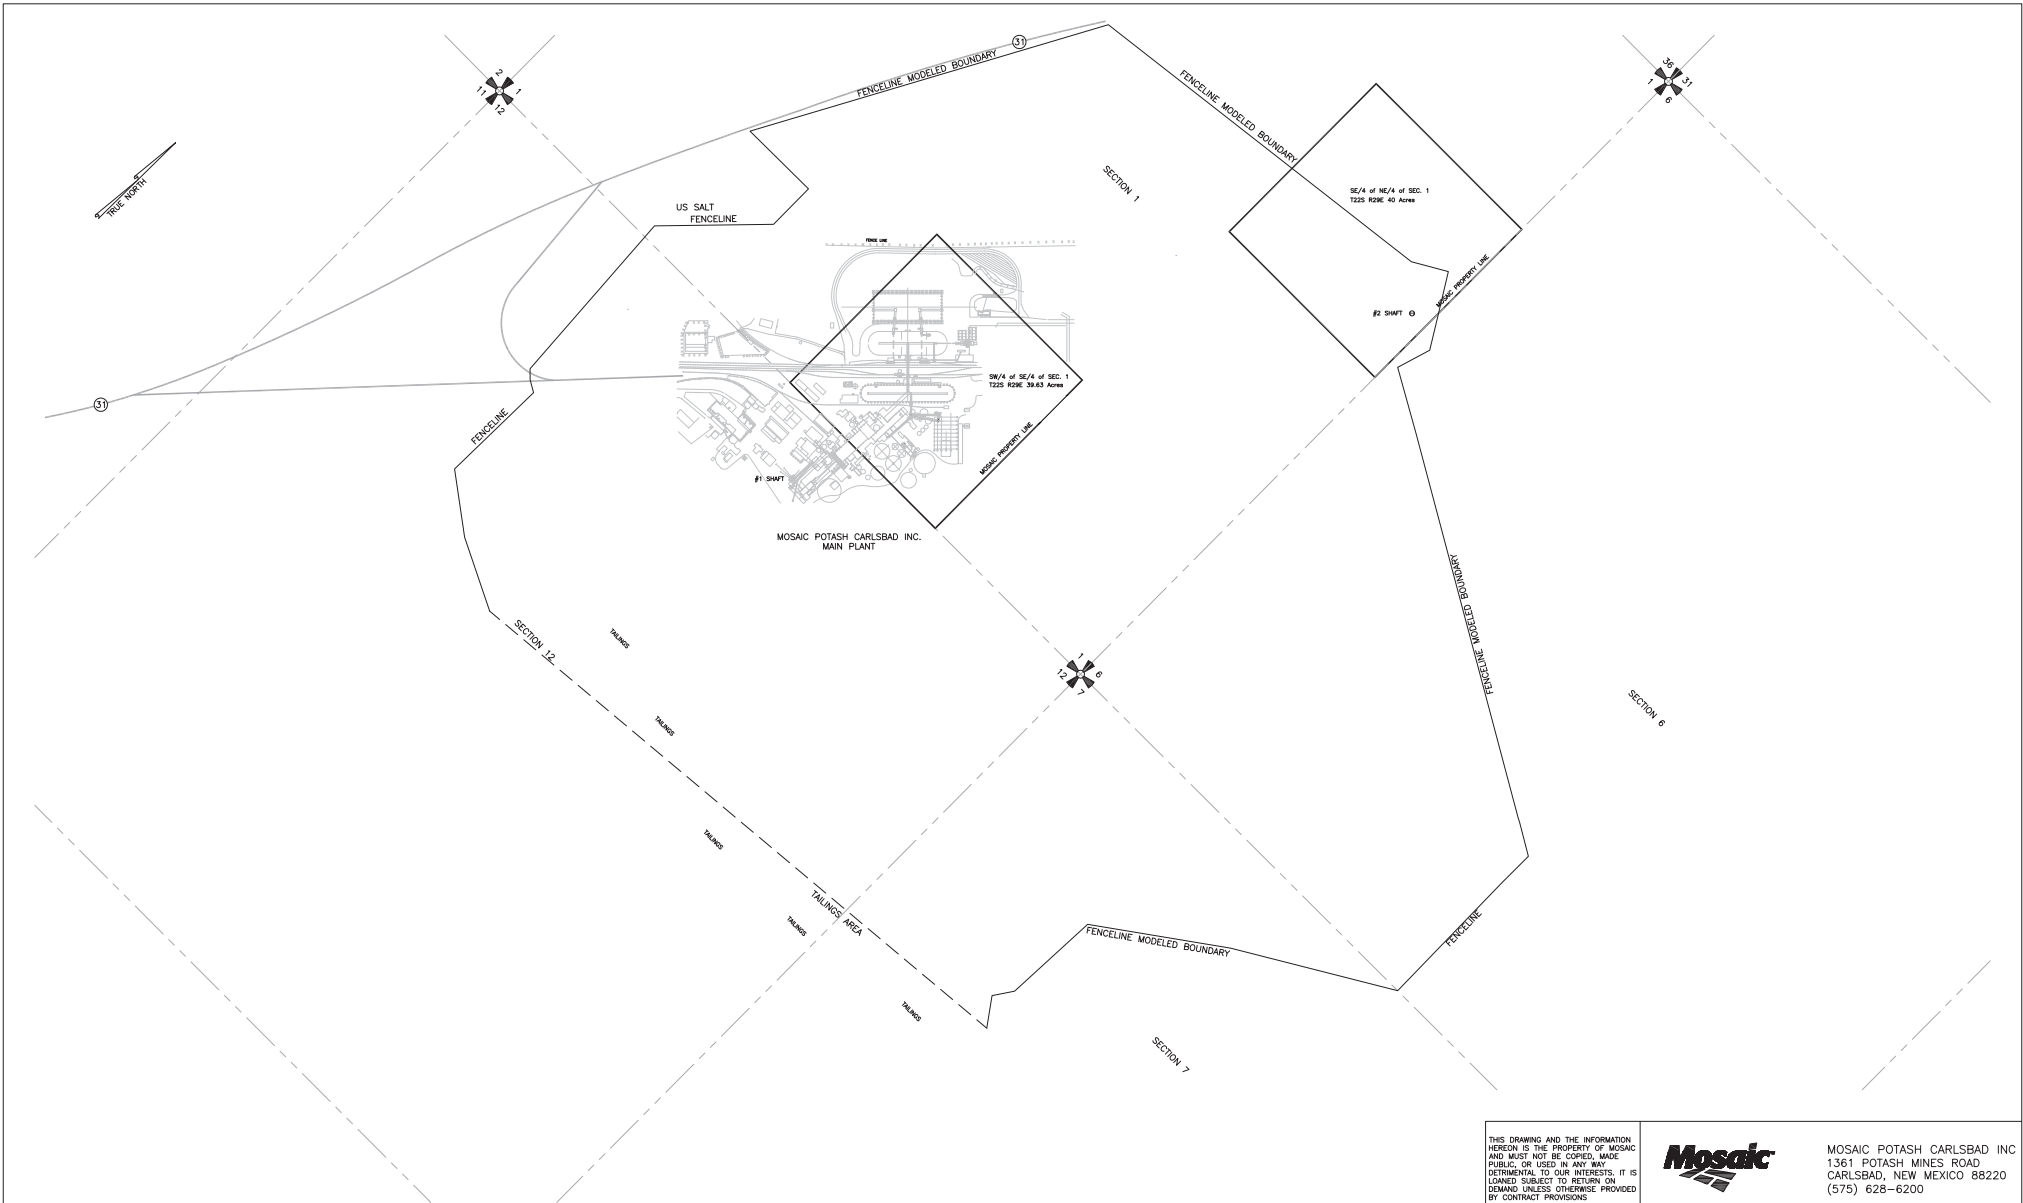 31
FENCELINE MODELED BOUNDARY
2
1
11
12
FENCELINE MODELED BOUNDARY
36
31
1
6
TRUE NORTH
SECTION 1
SE/4 of NE/4 of SEC. 1
T22S R29E 40 Acres
US SALT
FENCELINE
FENCE LINE
MOSAIC PROPERTY LINE
#2 SHAFT
SW/4 of SE/4 of SEC. 1
T22S R29E 39.63 Acres
31
FENCELINE
MOSAIC PROPERTY LINE
#1 SHAFT
MOSAIC POTASH CARLSBAD INC.
MAIN PLANT
FENCELINE MODELED BOUNDARY
SECTION 12
TAILINGS
1
12
6
7
SECTION 6
TAILINGS
TAILINGS
TAILINGS AREA
TAILINGS
FENCELINE MODELED BOUNDARY
FENCELINE
TAILINGS
SECTION 7
THIS DRAWING AND THE INFORMATION
HEREON IS THE PROPERTY OF MOSAIC
AND MUST NOT BE COPIED, MADE
PUBLIC, OR USED IN ANY WAY
DETRIMENTAL TO OUR INTERESTS. IT IS
LOANED SUBJECT TO RETURN ON
DEMAND UNLESS OTHERWISE PROVIDED
BY CONTRACT PROVISIONS
Mosaic
MOSAIC POTASH CARLSBAD INC
1361 POTASH MINES ROAD
CARLSBAD, NEW MEXICO 88220
(575) 628-6200